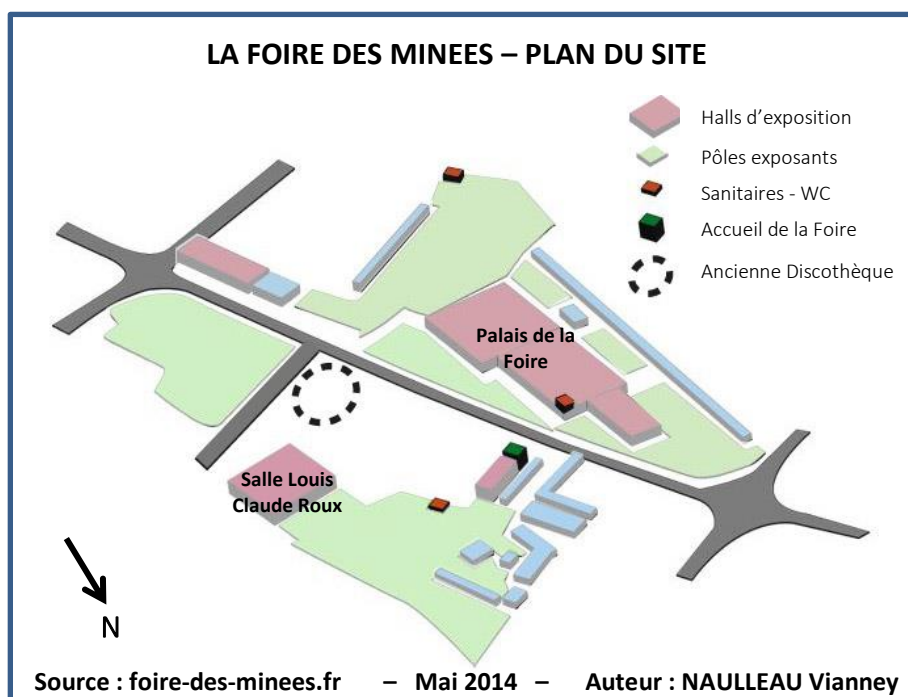 LA FOIRE DES MINEES – PLAN DU SITE
Halls d'exposition
Pôles exposants
Sanitaires - WC
Accueil de la Foire
Ancienne Discothèque
Palais de la
Foire
Salle Louis
Claude Roux
N
Source : foire-des-minees.fr – Mai 2014 – Auteur : NAULLEAU Vianney